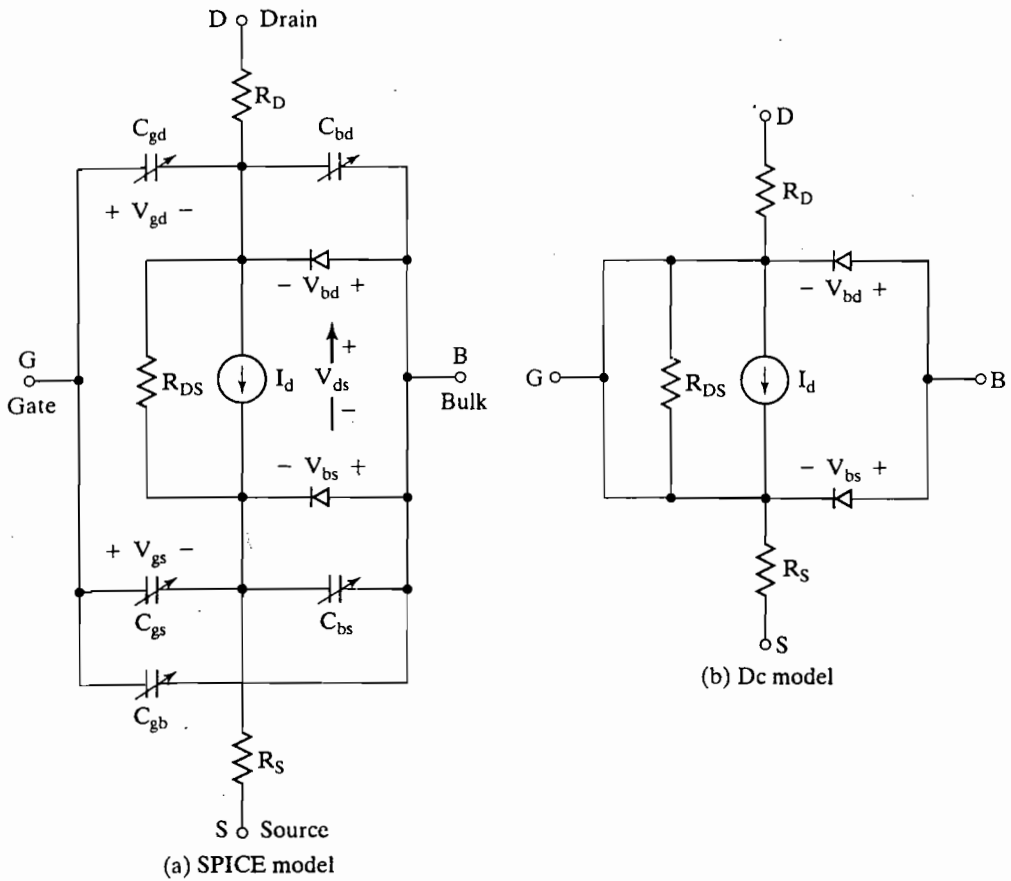 D Drain
R_D
C_gd
C_bd
+ V_gd −
− V_bd +
G
Gate
R_DS
I_d
+
V_ds
−
B
Bulk
− V_bs +
+ V_gs −
C_gs
C_bs
C_gb
R_S
S Source
(a) SPICE model
D
R_D
− V_bd +
G
R_DS
I_d
B
− V_bs +
R_S
S
(b) Dc model